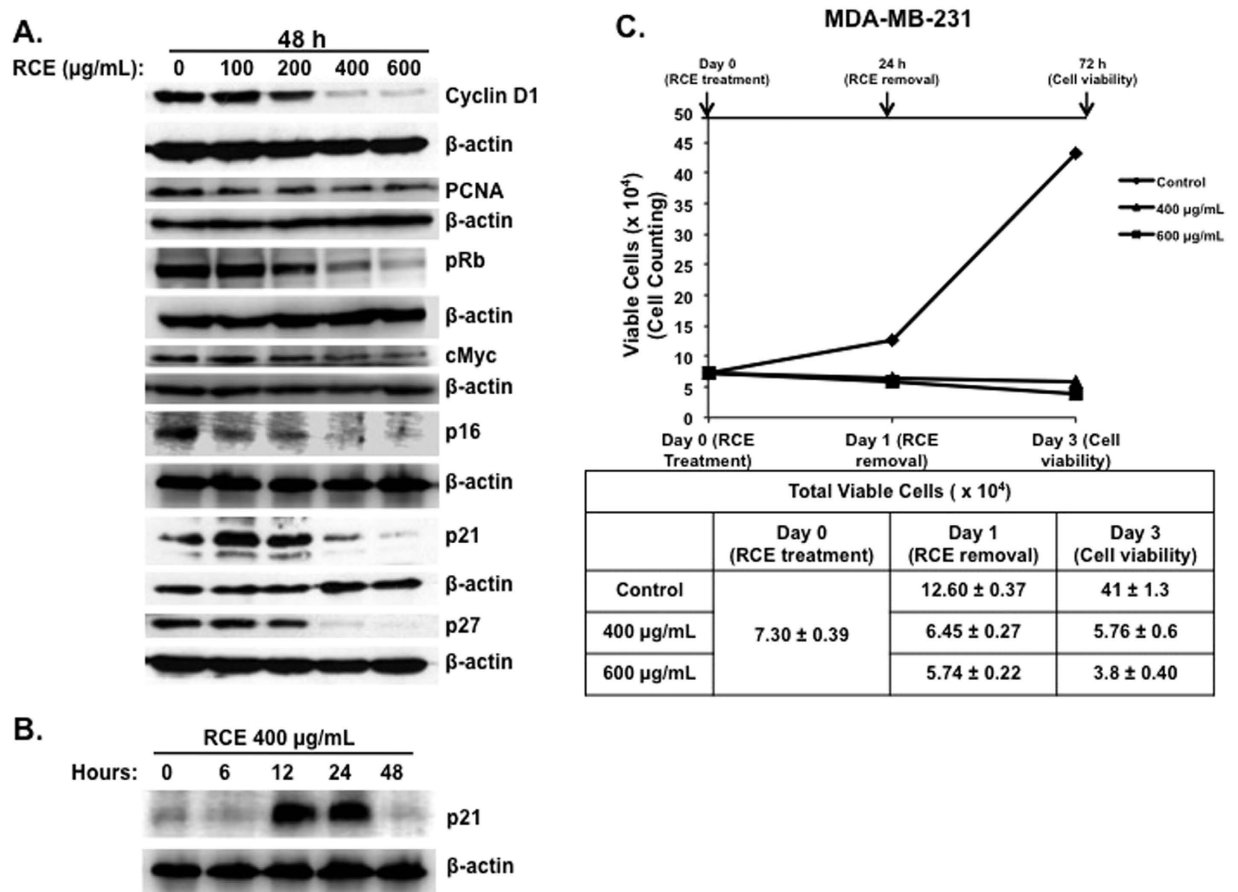 A.
48 h
RCE (µg/mL): 0 100 200 400 600
Cyclin D1
β-actin
PCNA
β-actin
pRb
β-actin
cMyc
β-actin
p16
β-actin
p21
β-actin
p27
β-actin
B.
RCE 400 µg/mL
Hours: 0 6 12 24 48
p21
β-actin
C.
MDA-MB-231
Day 0 24 h 72 h
(RCE treatment) (RCE removal) (Cell viability)
Viable Cells (x 10⁴)
(Cell Counting)
50
45
40
35
30
25
20
15
10
5
0
Control
400 µg/mL
600 µg/mL
Day 0 (RCE Day 1 (RCE Day 3 (Cell
Treatment) removal) viability)
Total Viable Cells ( x 10⁴)
Day 0 Day 1 Day 3
(RCE treatment) (RCE removal) (Cell viability)
Control 12.60 ± 0.37 41 ± 1.3
400 µg/mL 7.30 ± 0.39 6.45 ± 0.27 5.76 ± 0.6
600 µg/mL 5.74 ± 0.22 3.8 ± 0.40